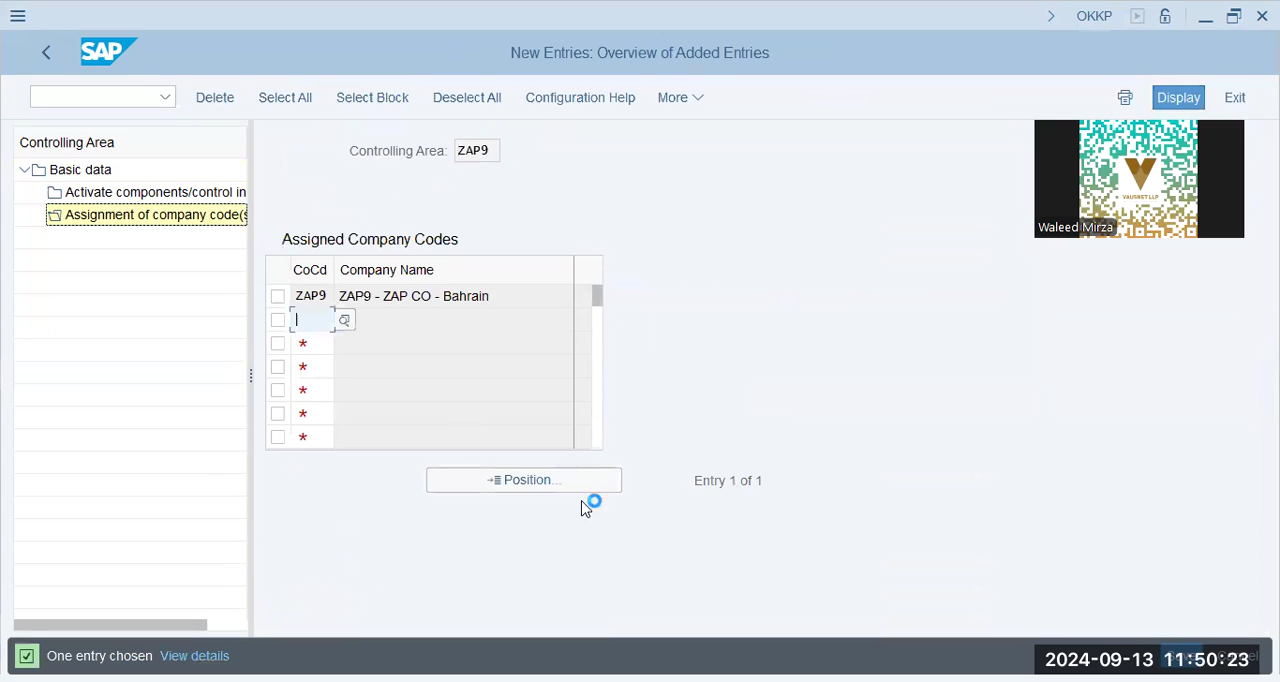 OKKP
SAP
New Entries: Overview of Added Entries
Delete Select All Select Block Deselect All Configuration Help More Display Exit
Controlling Area
Basic data
Activate components/control in
Assignment of company code(s
Controlling Area: ZAP9
VAUSNET LLP
Waleed Mirza
Assigned Company Codes
CoCd Company Name
ZAP9 ZAP9 - ZAP CO - Bahrain
*
*
*
*
*
Position... Entry 1 of 1
One entry chosen View details
2024-09-13 11:50:23